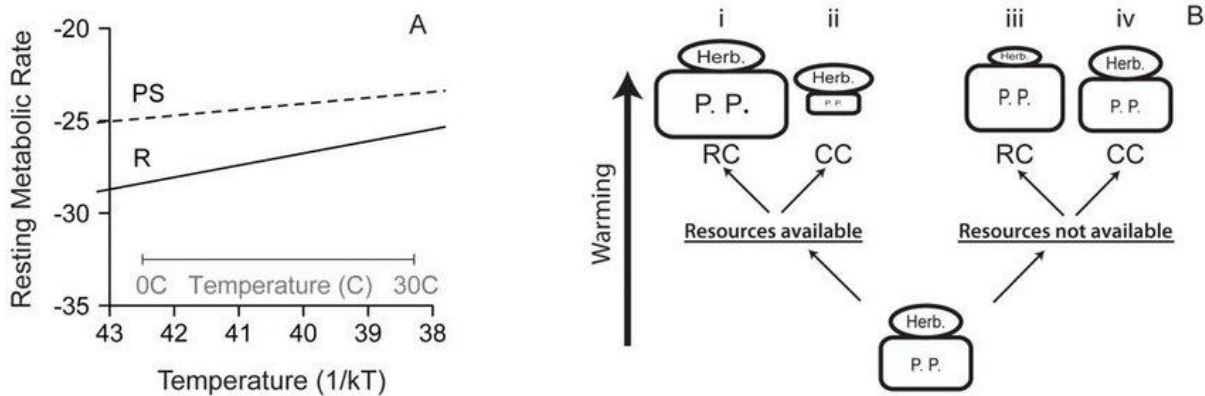 A
Resting Metabolic Rate
-20
-25
-30
-35
PS
R
0C Temperature (C) 30C
43 42 41 40 39 38
Temperature (1/kT)
B
i ii iii iv
Herb. Herb. Herb. Herb.
P. P. P. P. P. P. P. P.
RC CC RC CC
Resources available Resources not available
Warming
Herb.
P. P.